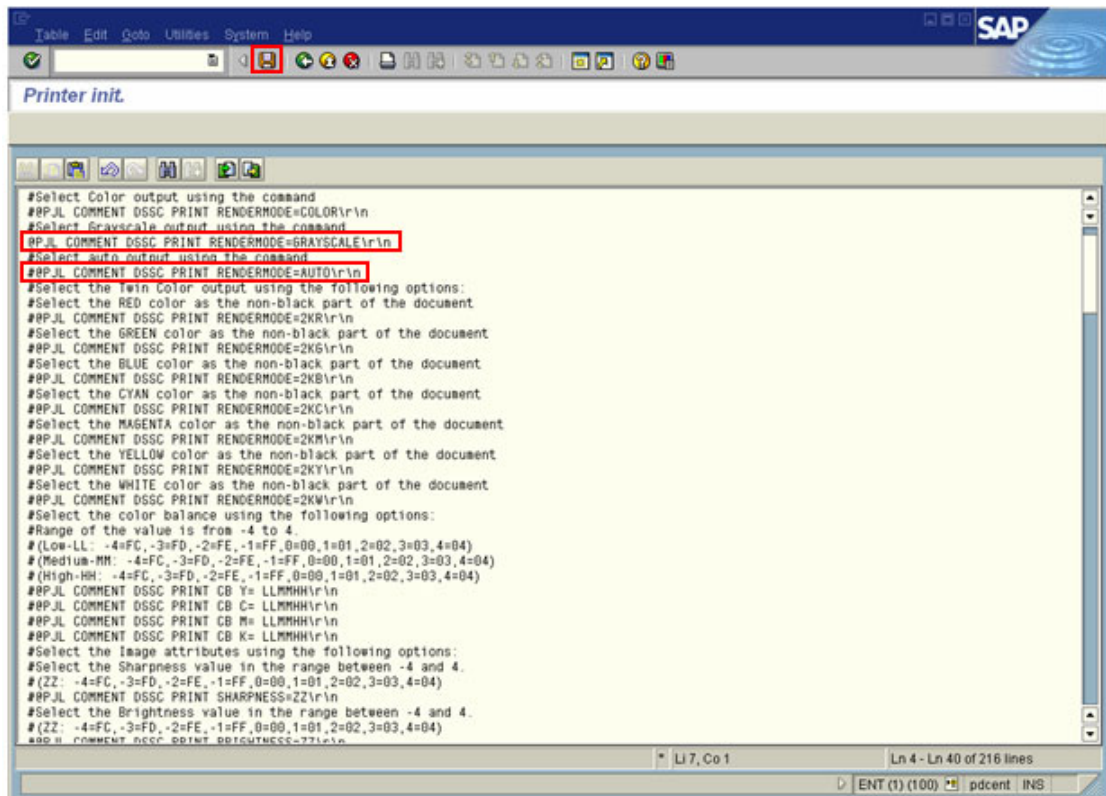 Table Edit Goto Utilities System Help
SAP
Printer init.
#Select Color output using the command
#@PJL COMMENT DSSC PRINT RENDERMODE=COLOR\r\n
#Select Grayscale output using the command
@PJL COMMENT DSSC PRINT RENDERMODE=GRAYSCALE\r\n
#Select auto output using the command
#@PJL COMMENT DSSC PRINT RENDERMODE=AUTO\r\n
#Select the Twin Color output using the following options:
#Select the RED color as the non-black part of the document
#@PJL COMMENT DSSC PRINT RENDERMODE=2KR\r\n
#Select the GREEN color as the non-black part of the document
#@PJL COMMENT DSSC PRINT RENDERMODE=2KG\r\n
#Select the BLUE color as the non-black part of the document
#@PJL COMMENT DSSC PRINT RENDERMODE=2KB\r\n
#Select the CYAN color as the non-black part of the document
#@PJL COMMENT DSSC PRINT RENDERMODE=2KC\r\n
#Select the MAGENTA color as the non-black part of the document
#@PJL COMMENT DSSC PRINT RENDERMODE=2KM\r\n
#Select the YELLOW color as the non-black part of the document
#@PJL COMMENT DSSC PRINT RENDERMODE=2KY\r\n
#Select the WHITE color as the non-black part of the document
#@PJL COMMENT DSSC PRINT RENDERMODE=2KW\r\n
#Select the color balance using the following options:
#Range of the value is from -4 to 4.
#(Low-LL: -4=FC,-3=FD,-2=FE,-1=FF,0=00,1=01,2=02,3=03,4=04)
#(Medium-MM: -4=FC,-3=FD,-2=FE,-1=FF,0=00,1=01,2=02,3=03,4=04)
#(High-HH: -4=FC,-3=FD,-2=FE,-1=FF,0=00,1=01,2=02,3=03,4=04)
#@PJL COMMENT DSSC PRINT CB Y= LLMMHH\r\n
#@PJL COMMENT DSSC PRINT CB C= LLMMHH\r\n
#@PJL COMMENT DSSC PRINT CB M= LLMMHH\r\n
#@PJL COMMENT DSSC PRINT CB K= LLMMHH\r\n
#Select the Image attributes using the following options:
#Select the Sharpness value in the range between -4 and 4.
#(ZZ: -4=FC,-3=FD,-2=FE,-1=FF,0=00,1=01,2=02,3=03,4=04)
#@PJL COMMENT DSSC PRINT SHARPNESS=ZZ\r\n
#Select the Brightness value in the range between -4 and 4.
#(ZZ: -4=FC,-3=FD,-2=FE,-1=FF,0=00,1=01,2=02,3=03,4=04)
#@PJL COMMENT DSSC PRINT BRIGHTNESS=ZZ\r\n
* Li 7, Co 1 Ln 4 - Ln 40 of 216 lines
ENT (1) (100) pdcent INS